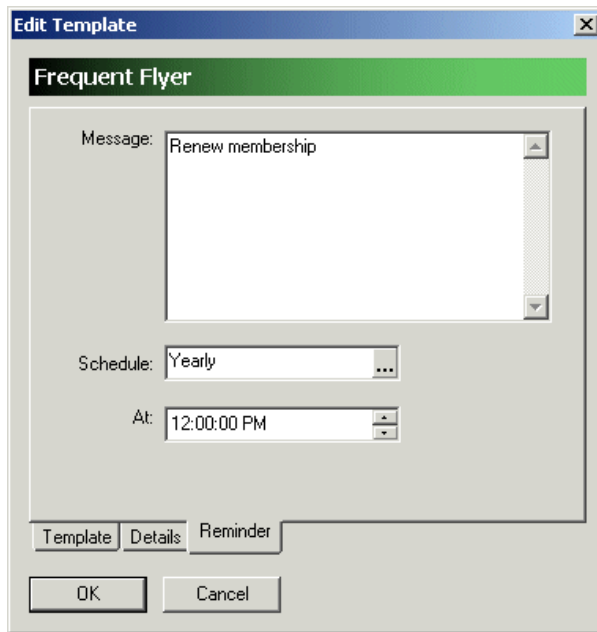 Edit Template
Frequent Flyer
Message: Renew membership
Schedule: Yearly ...
At: 12:00:00 PM
Template Details Reminder
OK Cancel